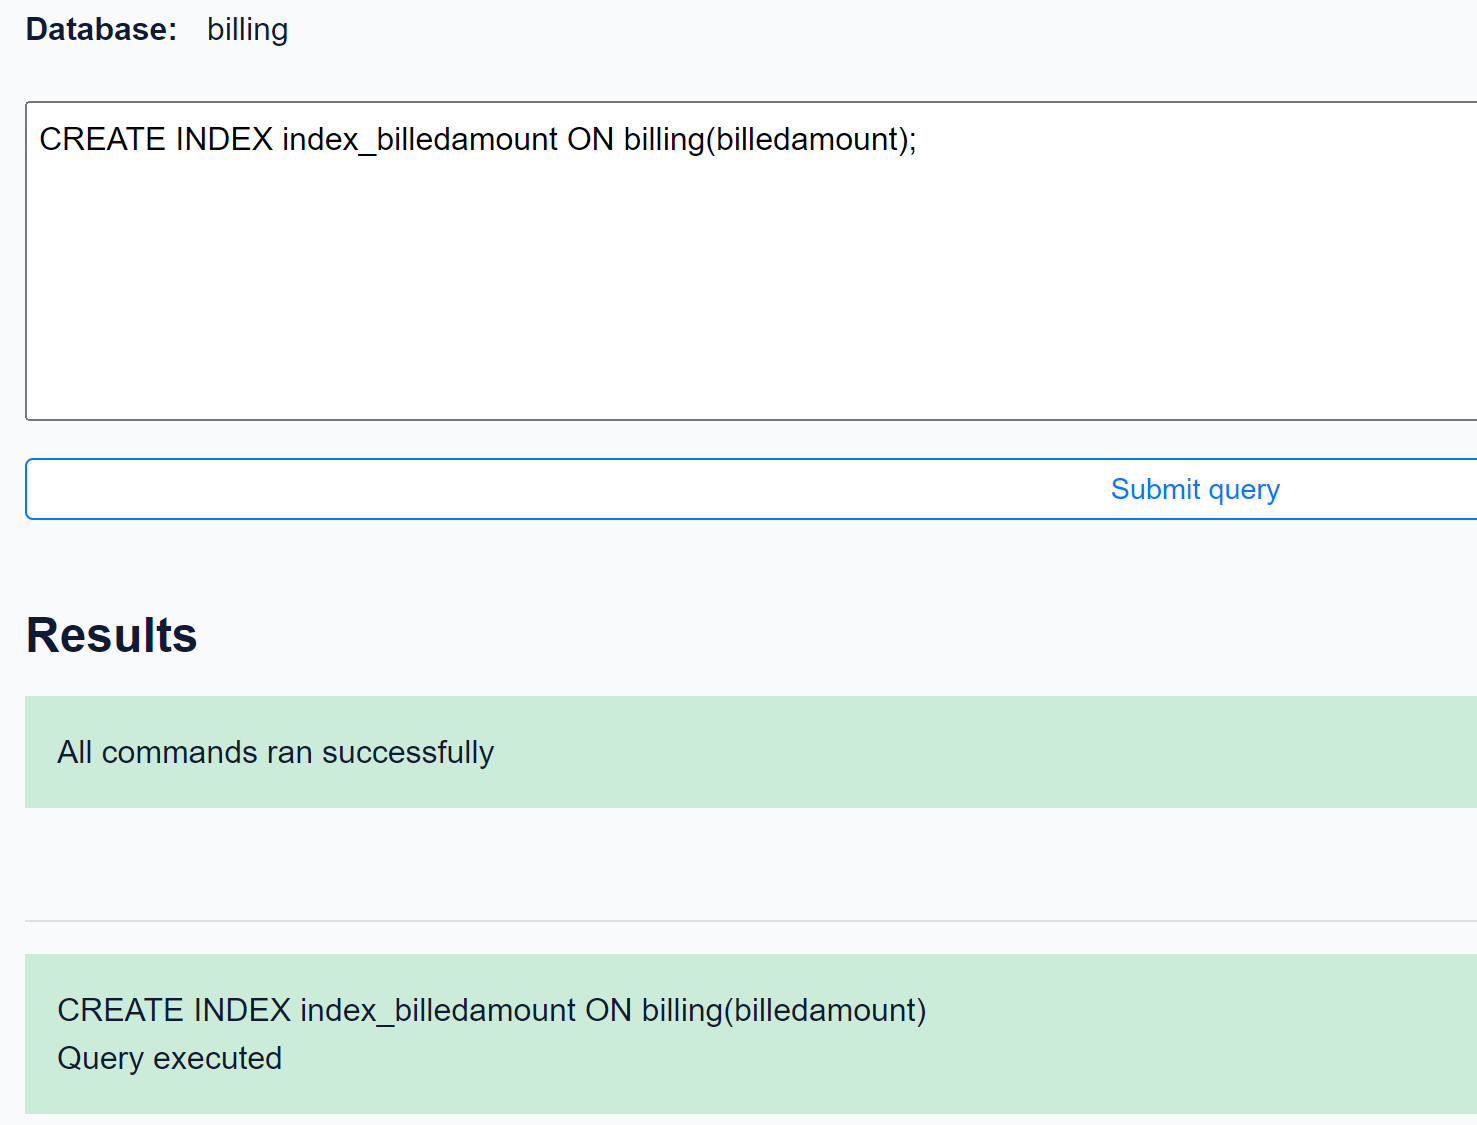 Database: billing
CREATE INDEX index_billedamount ON billing(billedamount);
Submit query
Results
All commands ran successfully
CREATE INDEX index_billedamount ON billing(billedamount)
Query executed